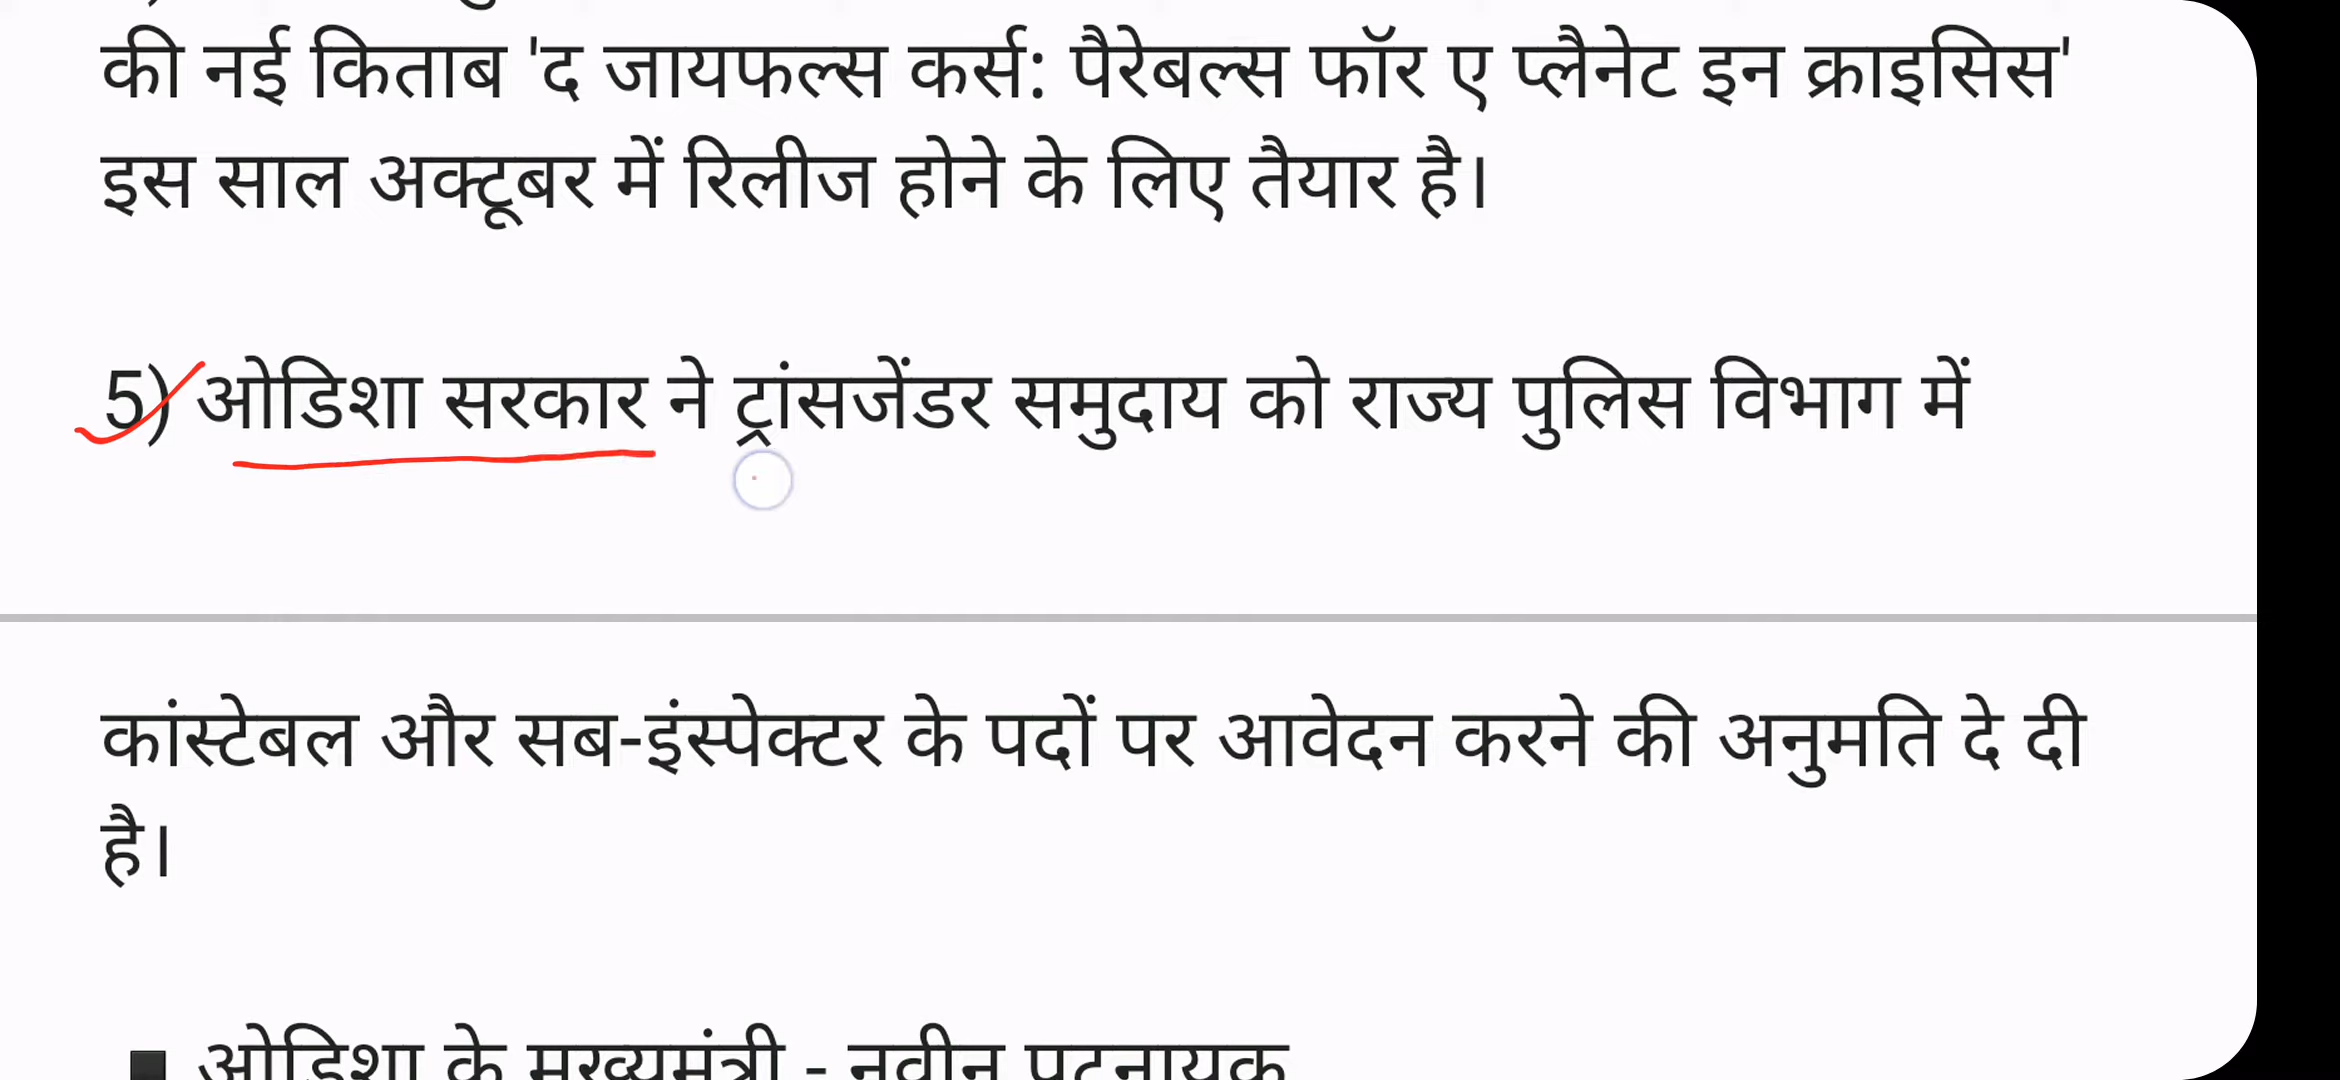 की नई किताब 'द जायफल्स कर्स: पैरेबल्स फॉर ए प्लैनेट इन क्राइसिस'
इस साल अक्टूबर में रिलीज होने के लिए तैयार है।
5) ओडिशा सरकार ने ट्रांसजेंडर समुदाय को राज्य पुलिस विभाग में
कांस्टेबल और सब-इंस्पेक्टर के पदों पर आवेदन करने की अनुमति दे दी
है।
■ ओडिशा के मुख्यमंत्री - नवीन पटनायक